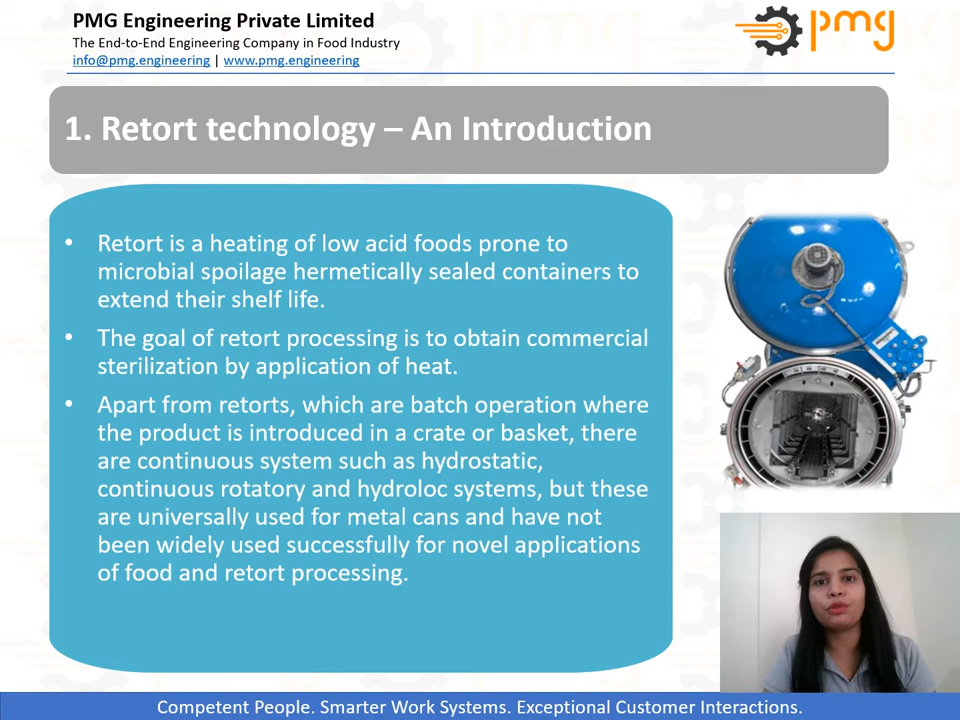 PMG Engineering Private Limited
The End-to-End Engineering Company in Food Industry
info@pmg.engineering | www.pmg.engineering
pmg
1. Retort technology – An Introduction
• Retort is a heating of low acid foods prone to
microbial spoilage hermetically sealed containers to
extend their shelf life.
• The goal of retort processing is to obtain commercial
sterilization by application of heat.
• Apart from retorts, which are batch operation where
the product is introduced in a crate or basket, there
are continuous system such as hydrostatic,
continuous rotatory and hydroloc systems, but these
are universally used for metal cans and have not
been widely used successfully for novel applications
of food and retort processing.
Competent People. Smarter Work Systems. Exceptional Customer Interactions.